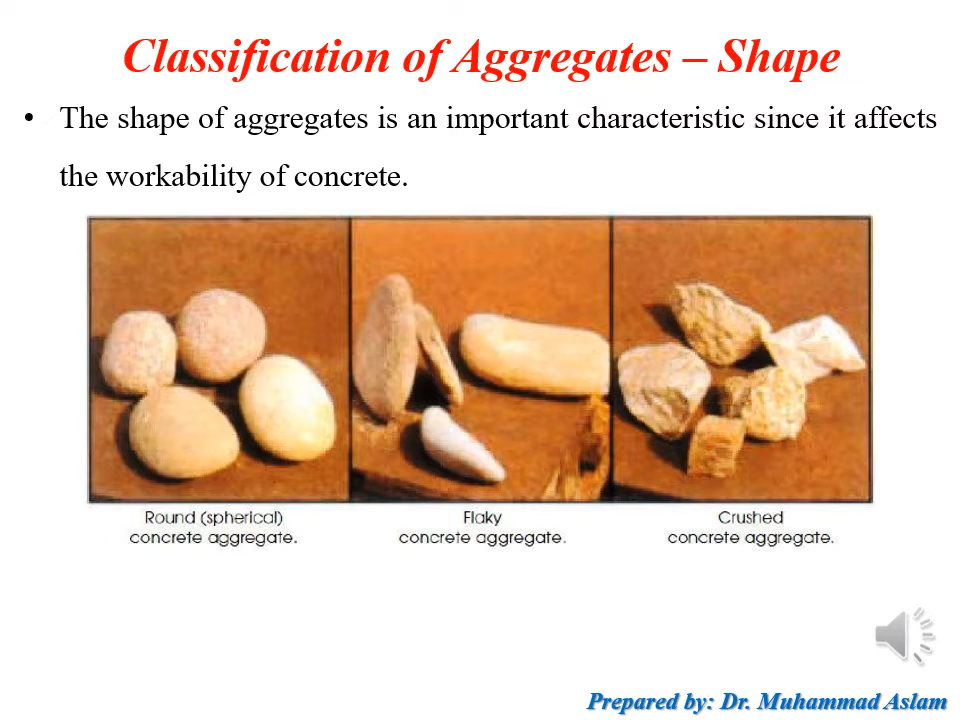 Classification of Aggregates – Shape
• The shape of aggregates is an important characteristic since it affects
the workability of concrete.
Round (spherical)
concrete aggregate.
Flaky
concrete aggregate.
Crushed
concrete aggregate.
Prepared by: Dr. Muhammad Aslam